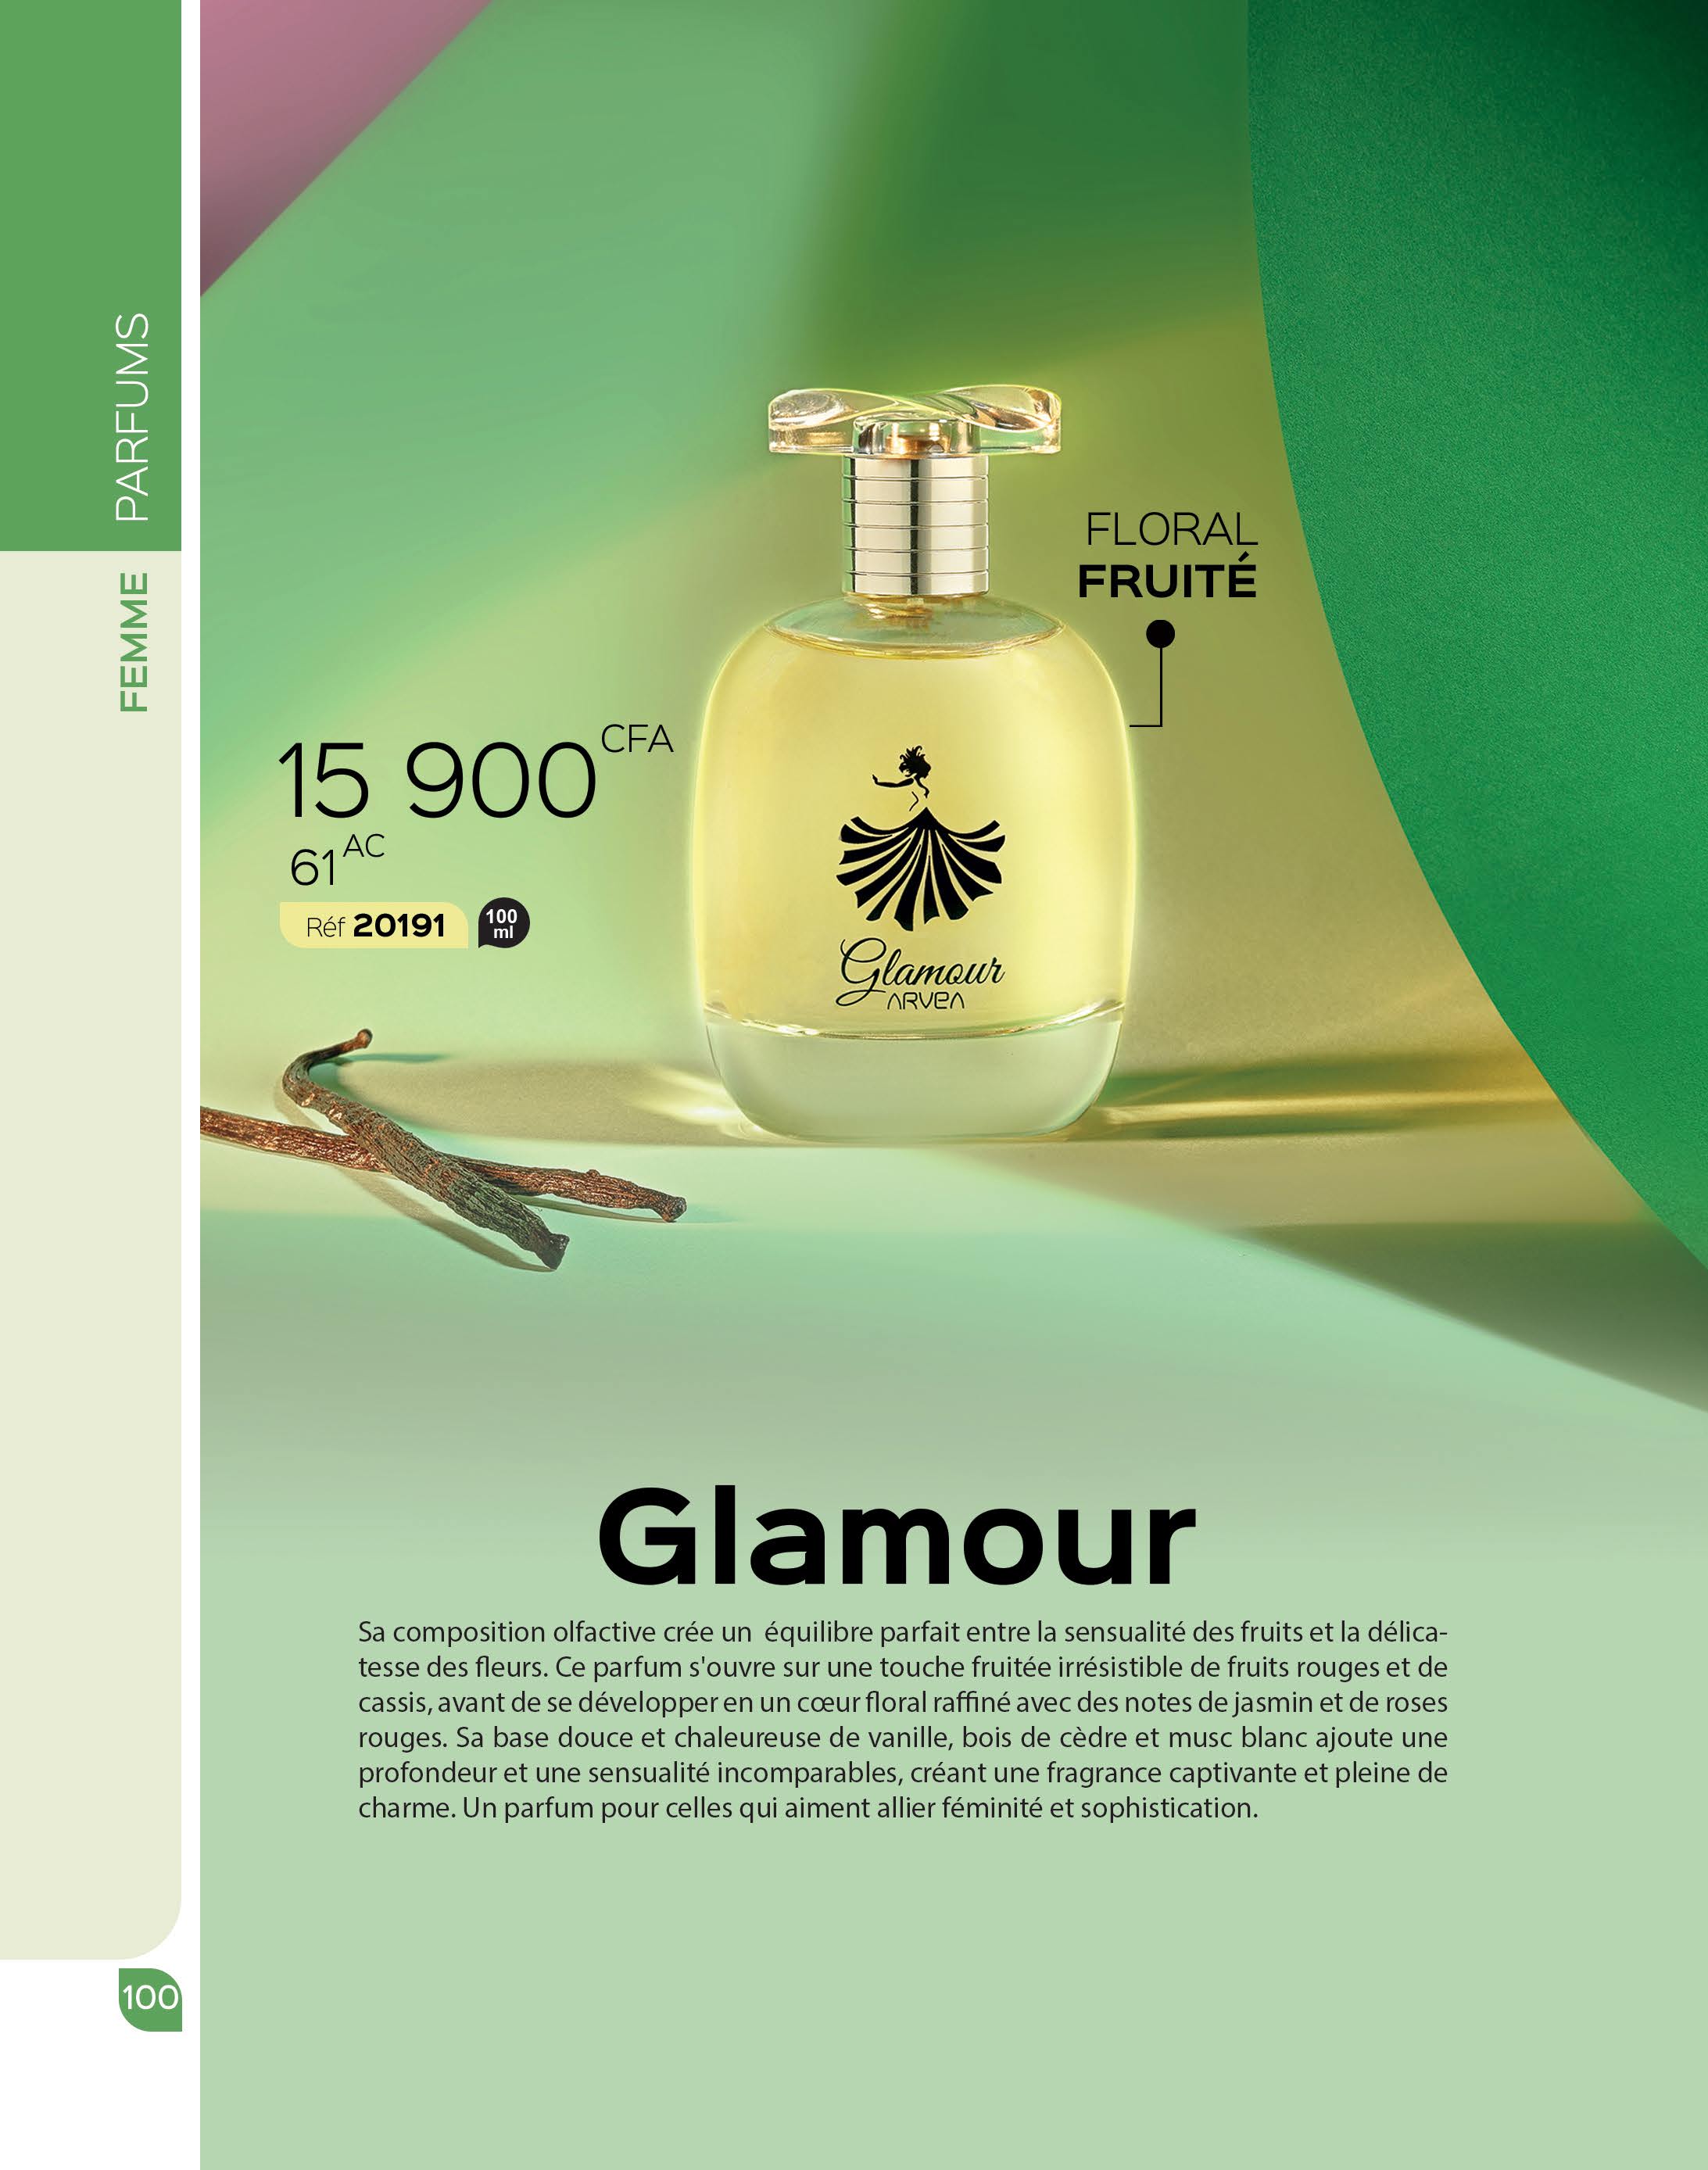 PARFUMS
FEMME
FLORAL
FRUITÉ
15 900 CFA
61 AC
Réf 20191
100
ml
Glamour
ARVEA
Glamour
Sa composition olfactive crée un  équilibre parfait entre la sensualité des fruits et la délica-
tesse des fleurs. Ce parfum s'ouvre sur une touche fruitée irrésistible de fruits rouges et de
cassis, avant de se développer en un cœur floral raffiné avec des notes de jasmin et de roses
rouges. Sa base douce et chaleureuse de vanille, bois de cèdre et musc blanc ajoute une
profondeur et une sensualité incomparables, créant une fragrance captivante et pleine de
charme. Un parfum pour celles qui aiment allier féminité et sophistication.
100